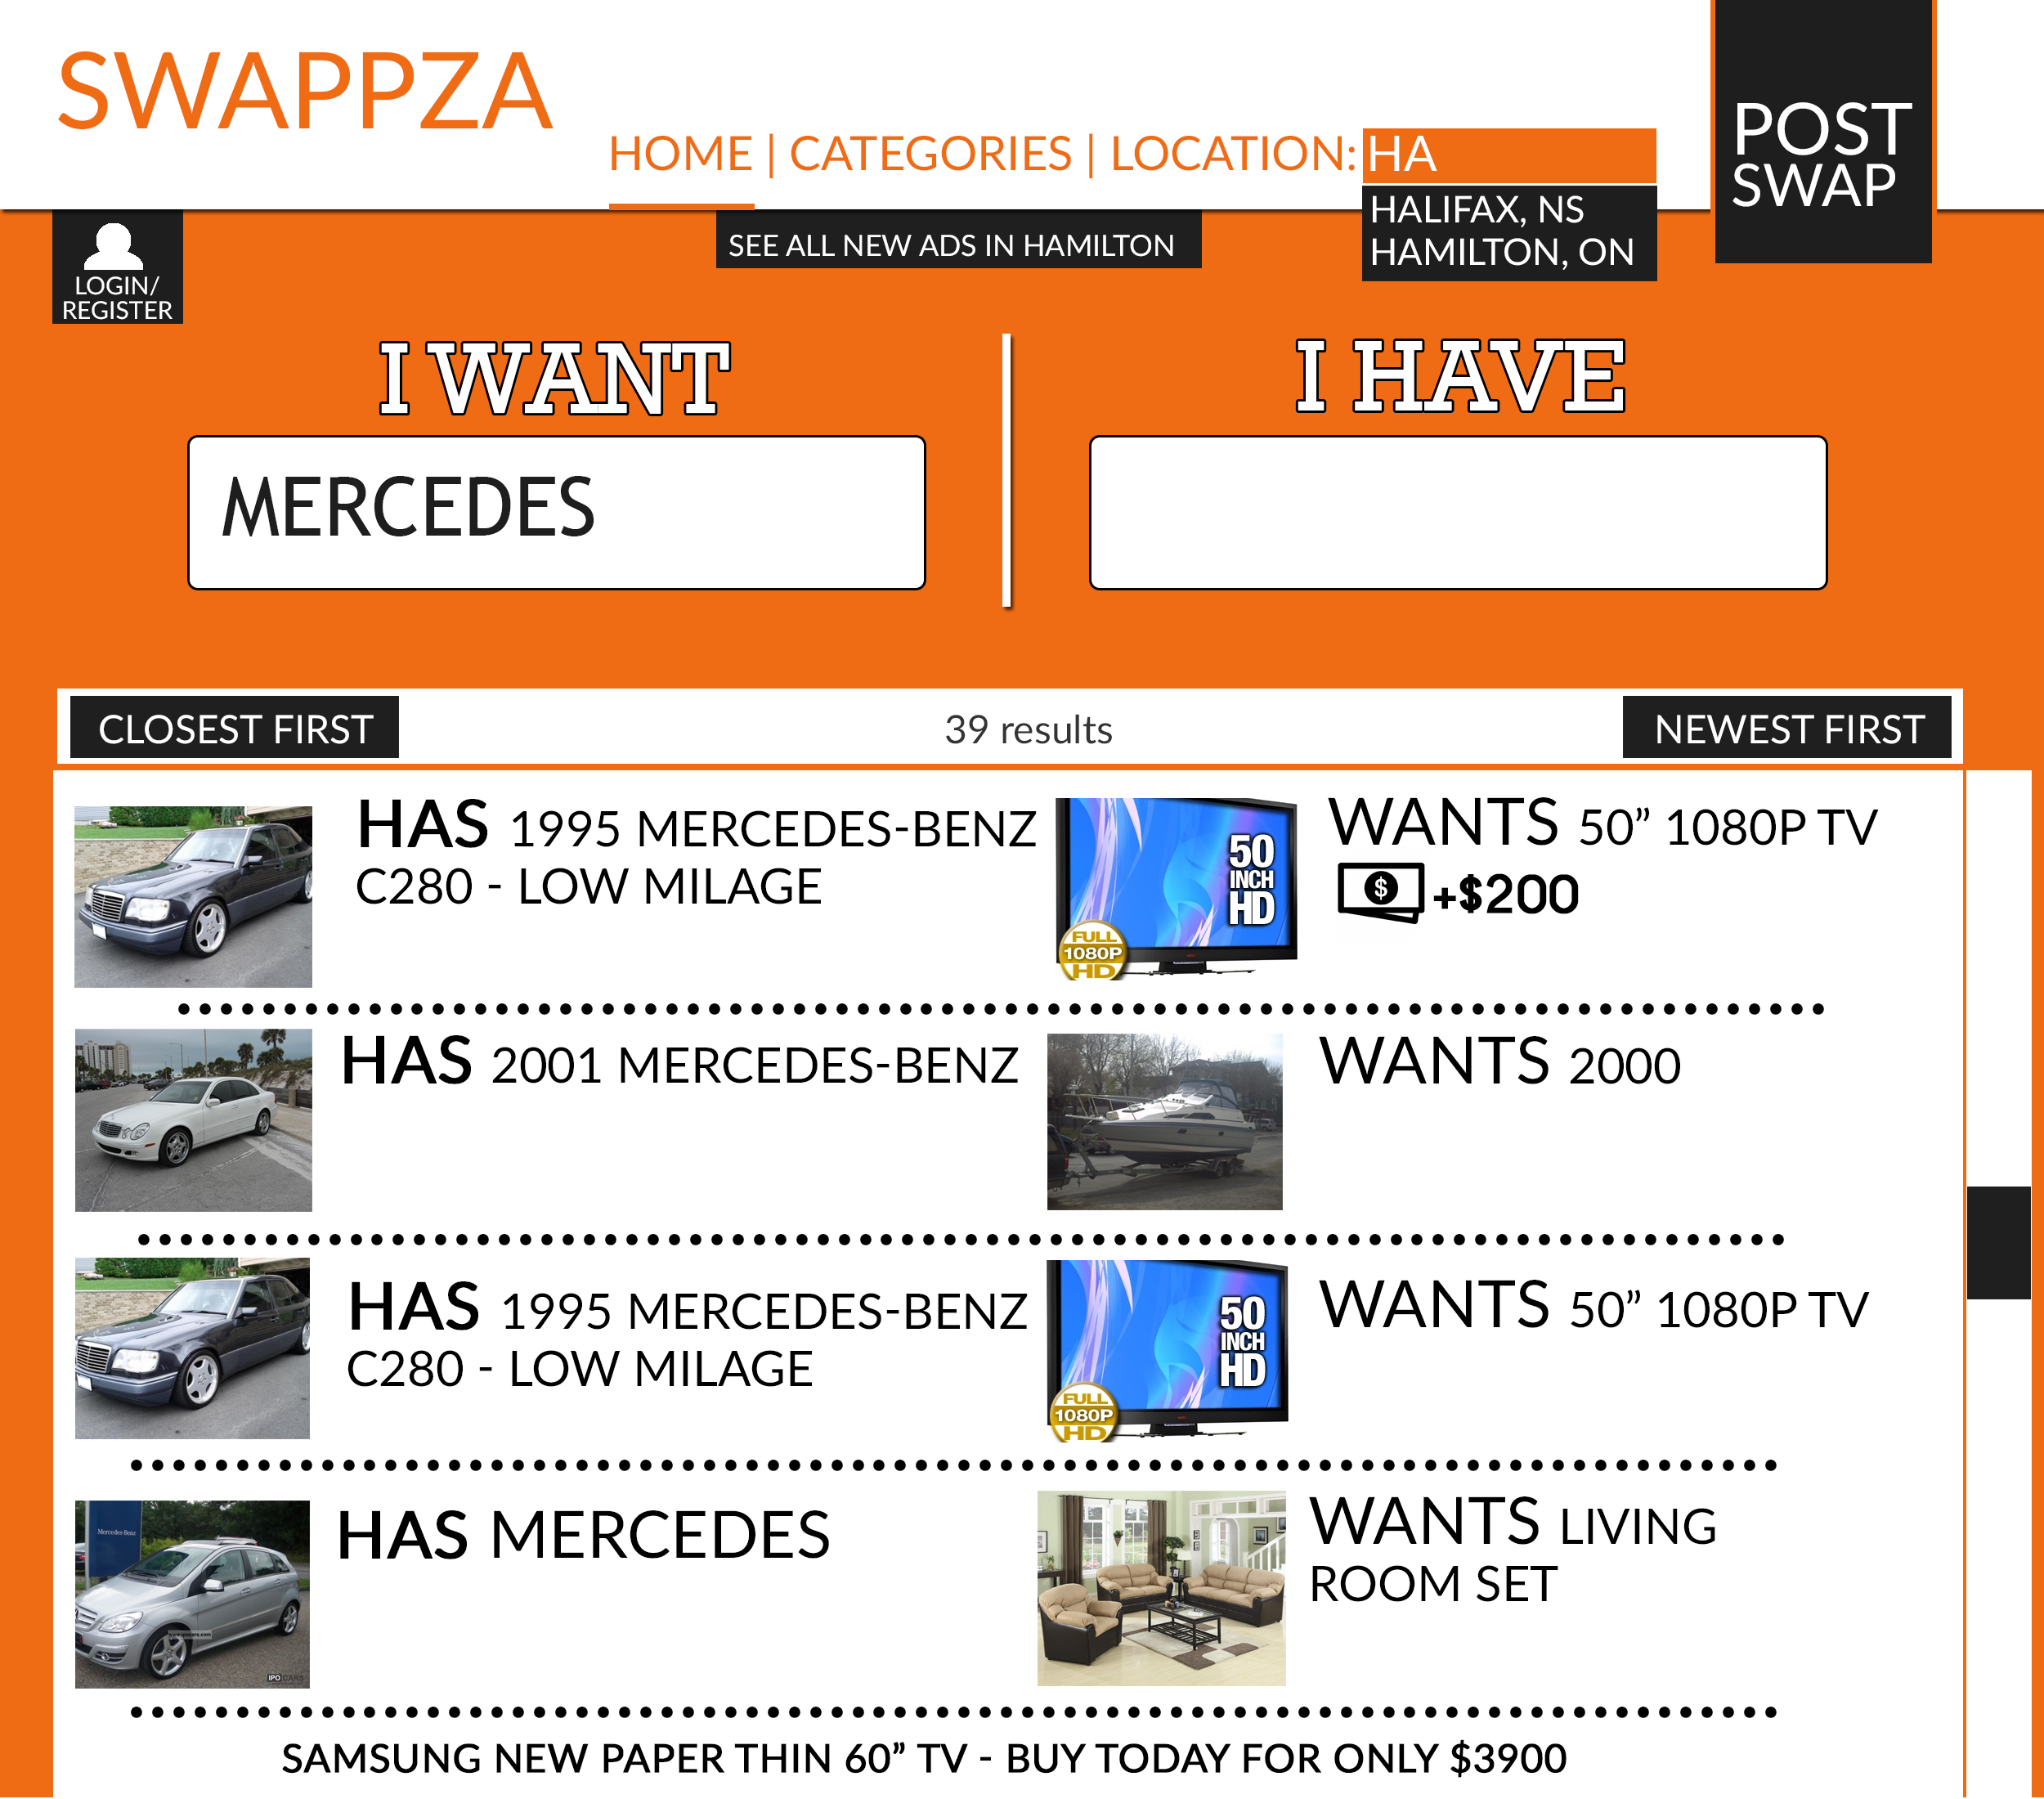 SWAPPZA
HOME | CATEGORIES | LOCATION: HA
HALIFAX, NS
HAMILTON, ON
POST
SWAP
LOGIN/
REGISTER
SEE ALL NEW ADS IN HAMILTON
I WANT
I HAVE
MERCEDES
CLOSEST FIRST
39 results
NEWEST FIRST
HAS 1995 MERCEDES-BENZ
C280 - LOW MILAGE
50
INCH
HD
FULL
1080P
HD
WANTS 50” 1080P TV
$ +$200
HAS 2001 MERCEDES-BENZ
WANTS 2000
HAS 1995 MERCEDES-BENZ
C280 - LOW MILAGE
50
INCH
HD
FULL
1080P
HD
WANTS 50” 1080P TV
Mercedes-Benz
HAS MERCEDES
WANTS LIVING
ROOM SET
SAMSUNG NEW PAPER THIN 60” TV - BUY TODAY FOR ONLY $3900